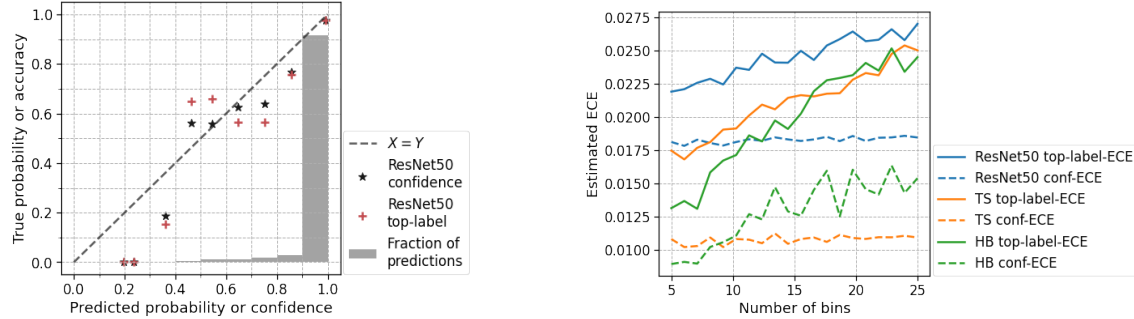 True probability or accuracy
1.0
0.8
0.6
0.4
0.2
0.0
0.0 0.2 0.4 0.6 0.8 1.0
Predicted probability or confidence
X = Y
ResNet50
confidence
ResNet50
top-label
Fraction of
predictions
Estimated ECE
0.0275
0.0250
0.0225
0.0200
0.0175
0.0150
0.0125
0.0100
5 10 15 20 25
Number of bins
ResNet50 top-label-ECE
ResNet50 conf-ECE
TS top-label-ECE
TS conf-ECE
HB top-label-ECE
HB conf-ECE